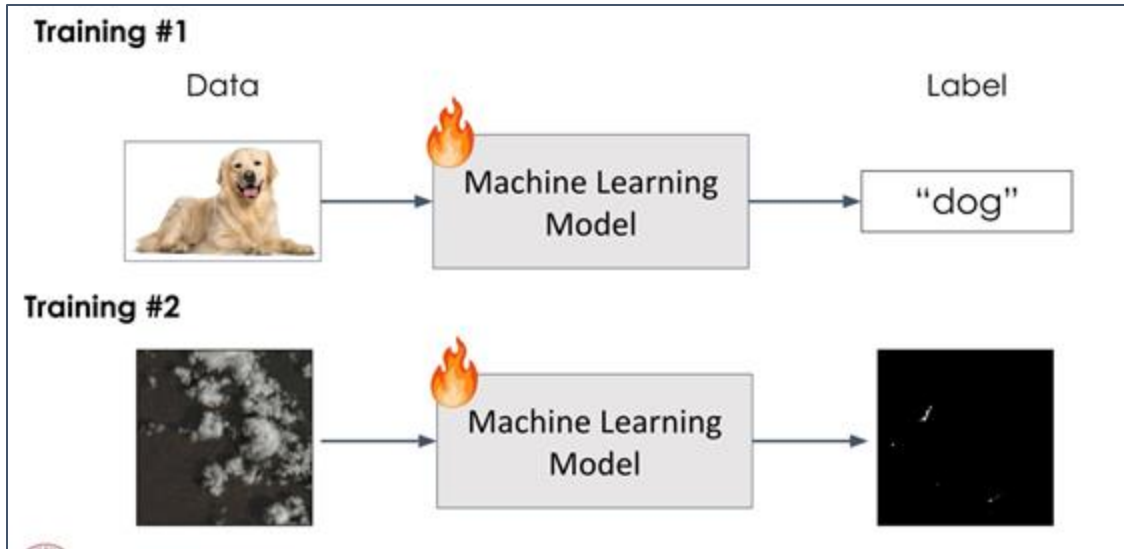 Training #1
Data
Label
Machine Learning
Model
“dog”
Training #2
Machine Learning
Model